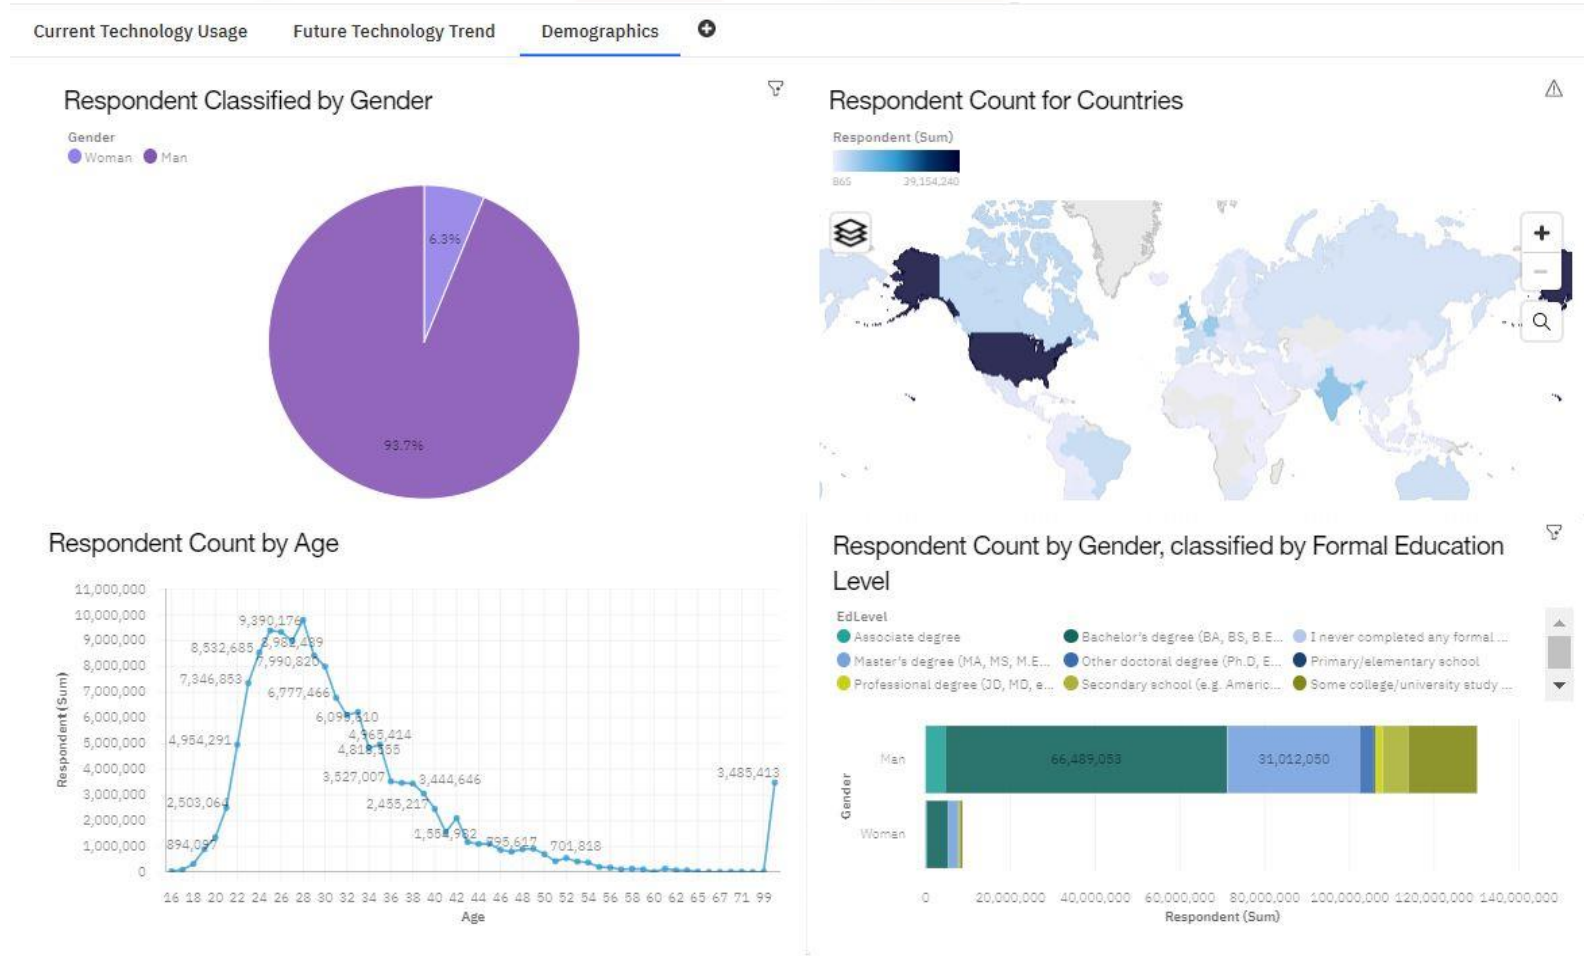 Current Technology Usage Future Technology Trend Demographics
Respondent Classified by Gender
Gender
Woman Man
6.3%
93.7%
Respondent Count for Countries
Respondent (Sum)
865 39,154,240
Respondent Count by Age
Respondent (Sum)
11,000,000
10,000,000
9,000,000
8,000,000
7,000,000
6,000,000
5,000,000
4,000,000
3,000,000
2,000,000
1,000,000
0
9,390,176
8,532,685
7,990,820
7,346,853
6,777,466
4,954,291
4,965,414
3,527,007
3,444,646
3,485,413
2,503,064
2,455,217
701,818
16 18 20 22 24 26 28 30 32 34 36 38 40 42 44 46 48 50 52 54 56 58 60 62 65 67 71 99
Age
Respondent Count by Gender, classified by Formal Education
Level
EdLevel
Associate degree Bachelor's degree (BA, BS, B.E... I never completed any formal ...
Master's degree (MA, MS, M.E... Other doctoral degree (Ph.D, E... Primary/elementary school
Professional degree (JD, MD, e... Secondary school (e.g. Americ... Some college/university study ...
Gender
Man 66,489,053 31,012,050
Woman
0 20,000,000 40,000,000 60,000,000 80,000,000 100,000,000 120,000,000 140,000,000
Respondent (Sum)